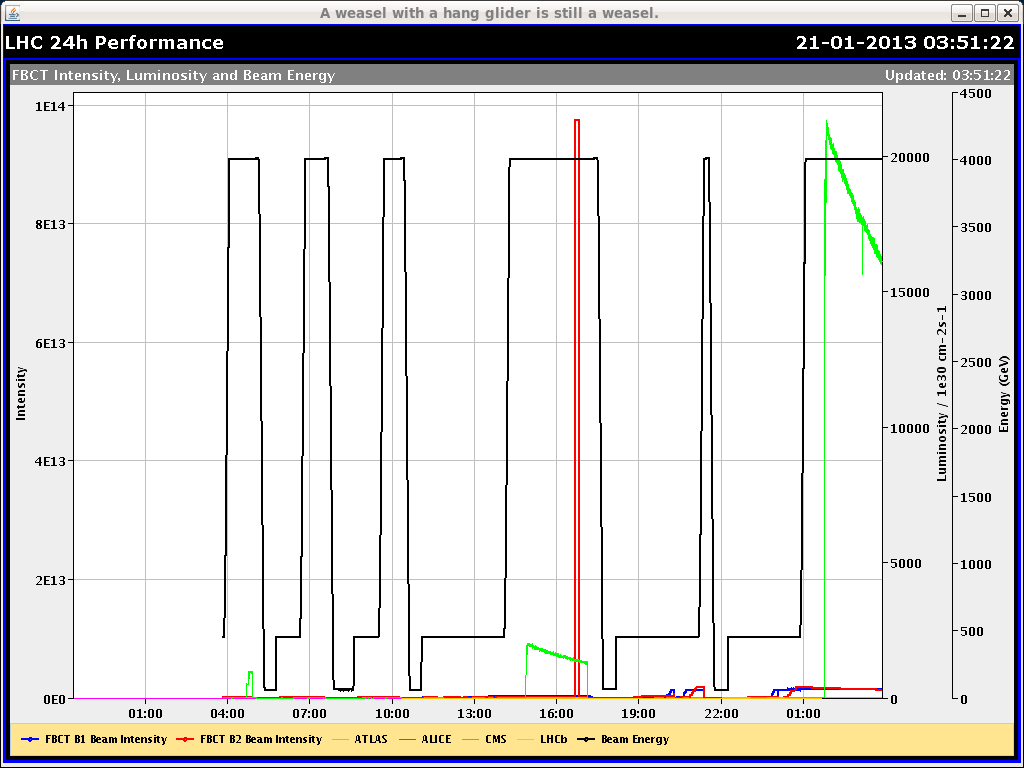 A weasel with a hang glider is still a weasel.
LHC 24h Performance 21-01-2013 03:51:22
FBCT Intensity, Luminosity and Beam Energy Updated: 03:51:22
1E14
8E13
6E13
4E13
2E13
0E0
Intensity
01:00 04:00 07:00 10:00 13:00 16:00 19:00 22:00 01:00
20000
15000
10000
5000
0
Luminosity / 1e30 cm-2s-1
4500
4000
3500
3000
2500
2000
1500
1000
500
0
Energy (GeV)
FBCT B1 Beam Intensity FBCT B2 Beam Intensity ATLAS ALICE CMS LHCb Beam Energy